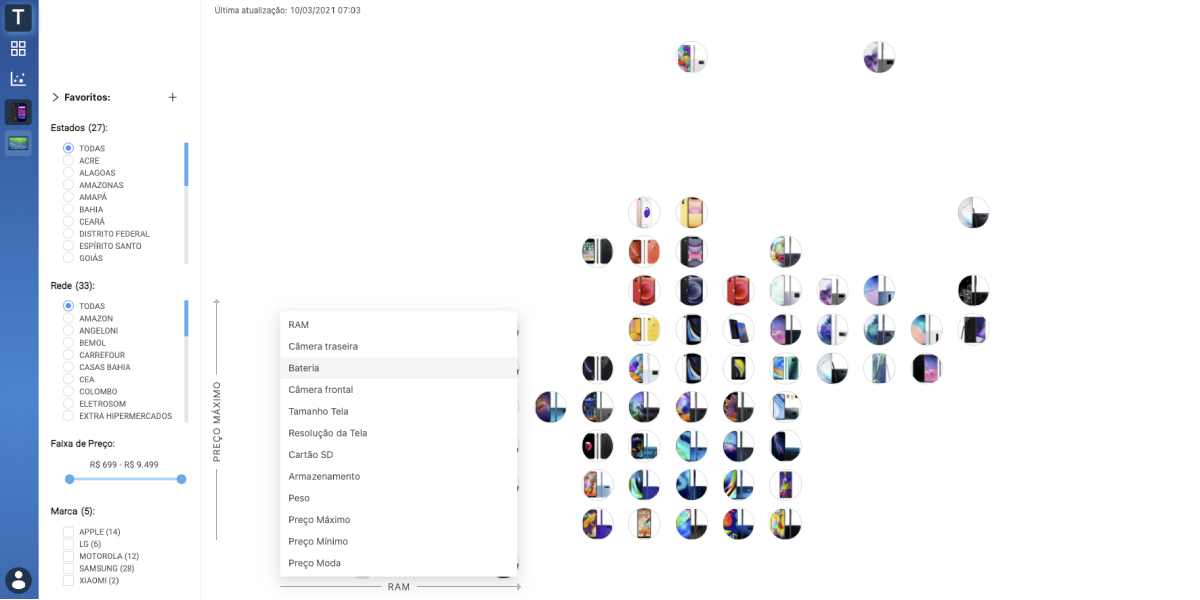 T
Última atualização: 10/03/2021 07:03
Favoritos:
Estados (27):
TODAS
ACRE
ALAGOAS
AMAZONAS
AMAPÁ
BAHIA
CEARÁ
DISTRITO FEDERAL
ESPÍRITO SANTO
GOIÁS
Rede (33):
TODAS
AMAZON
ANGELONI
BEMOL
CARREFOUR
CASAS BAHIA
CEA
COLOMBO
ELETROSOM
EXTRA HIPERMERCADOS
Faixa de Preço:
R$ 699 - R$ 9.499
Marca (5):
APPLE (14)
LG (6)
MOTOROLA (12)
SAMSUNG (28)
XIAOMI (2)
PREÇO MÁXIMO
RAM
Câmera traseira
Bateria
Câmera frontal
Tamanho Tela
Resolução da Tela
Cartão SD
Armazenamento
Peso
Preço Máximo
Preço Mínimo
Preço Moda
RAM